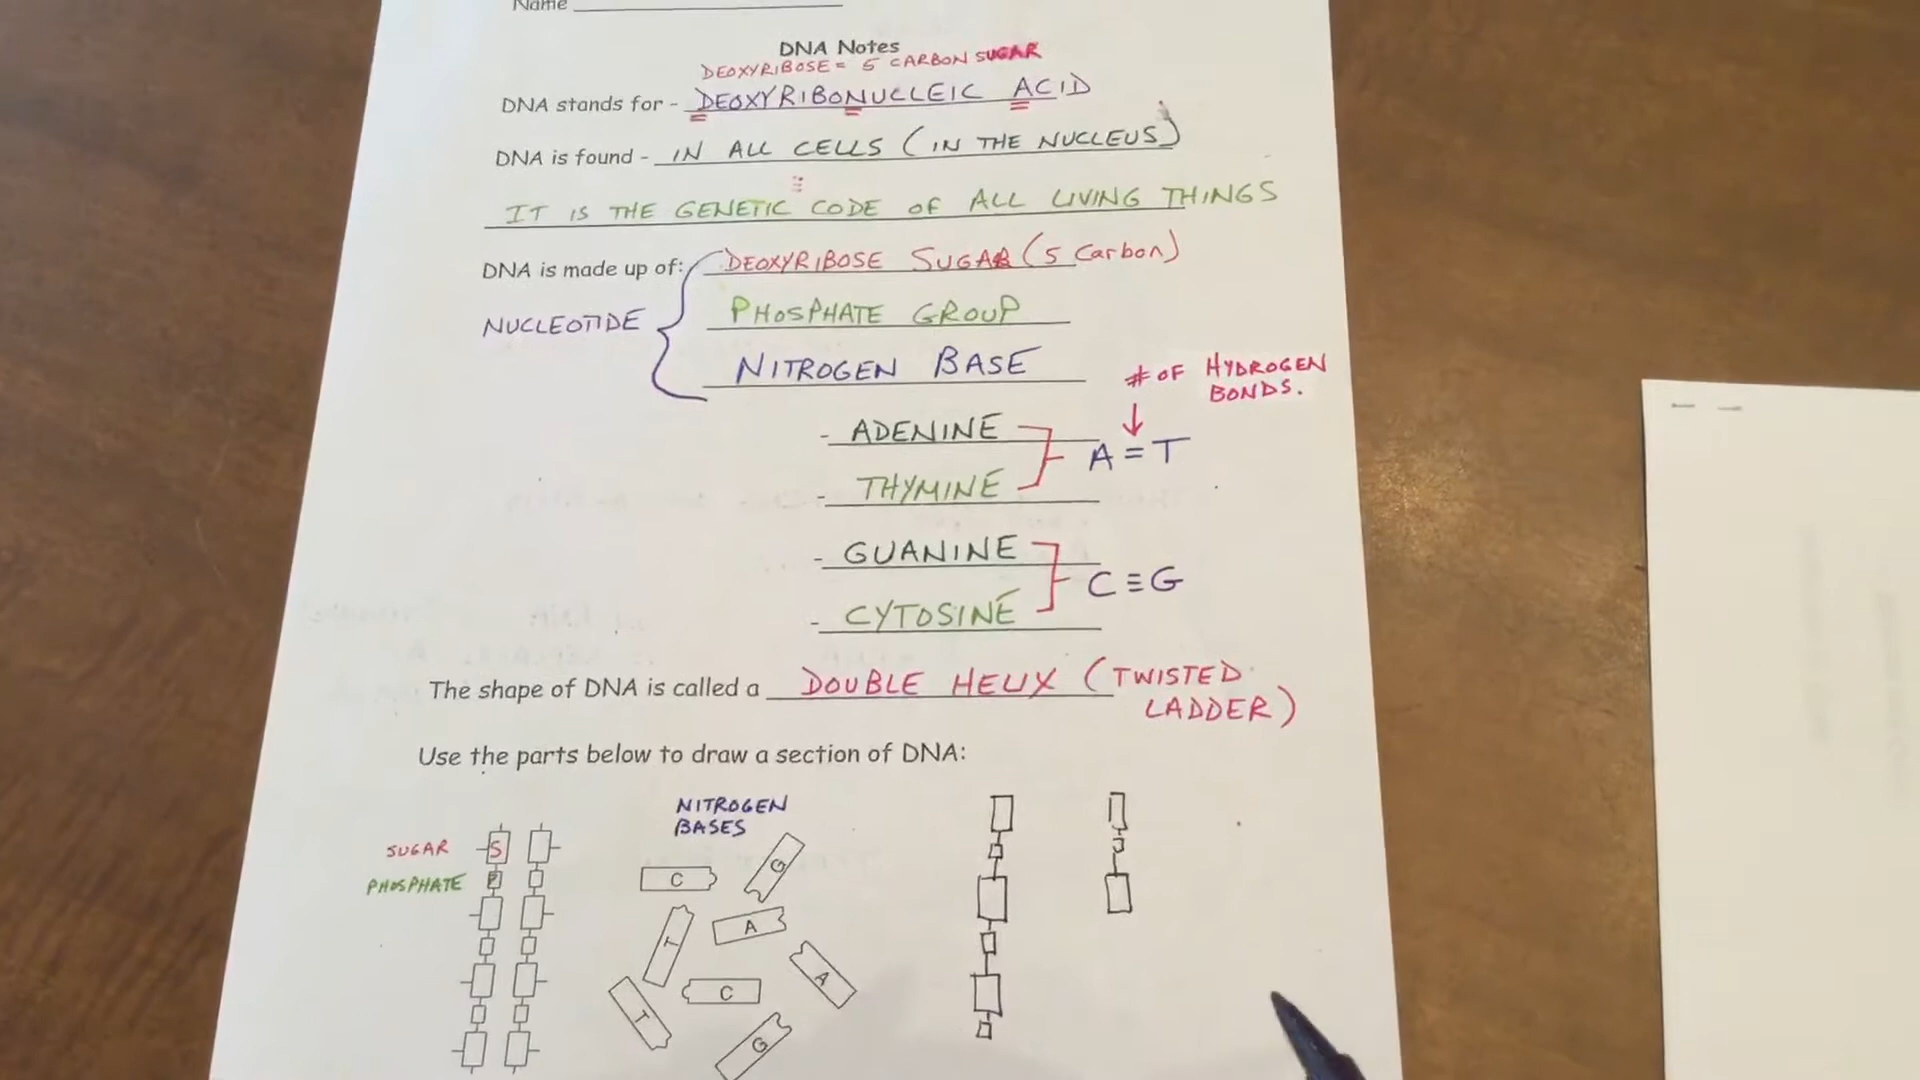 Name
DNA Notes
DEOXYRIBOSE = 5 CARBON SUGAR
DNA stands for - DEOXYRIBONUCLEIC ACID
DNA is found - IN ALL CELLS (IN THE NUCLEUS)
IT IS THE GENETIC CODE OF ALL LIVING THINGS
DNA is made up of: DEOXYRIBOSE SUGAR (5 Carbon)
NUCLEOTIDE
PHOSPHATE GROUP
NITROGEN BASE
# OF HYDROGEN BONDS.
- ADENINE
A = T
- THYMINE
- GUANINE
C ≡ G
- CYTOSINE
The shape of DNA is called a DOUBLE HELIX (TWISTED
LADDER)
Use the parts below to draw a section of DNA:
NITROGEN
BASES
SUGAR S
PHOSPHATE P
C G
T A
A
T C
G